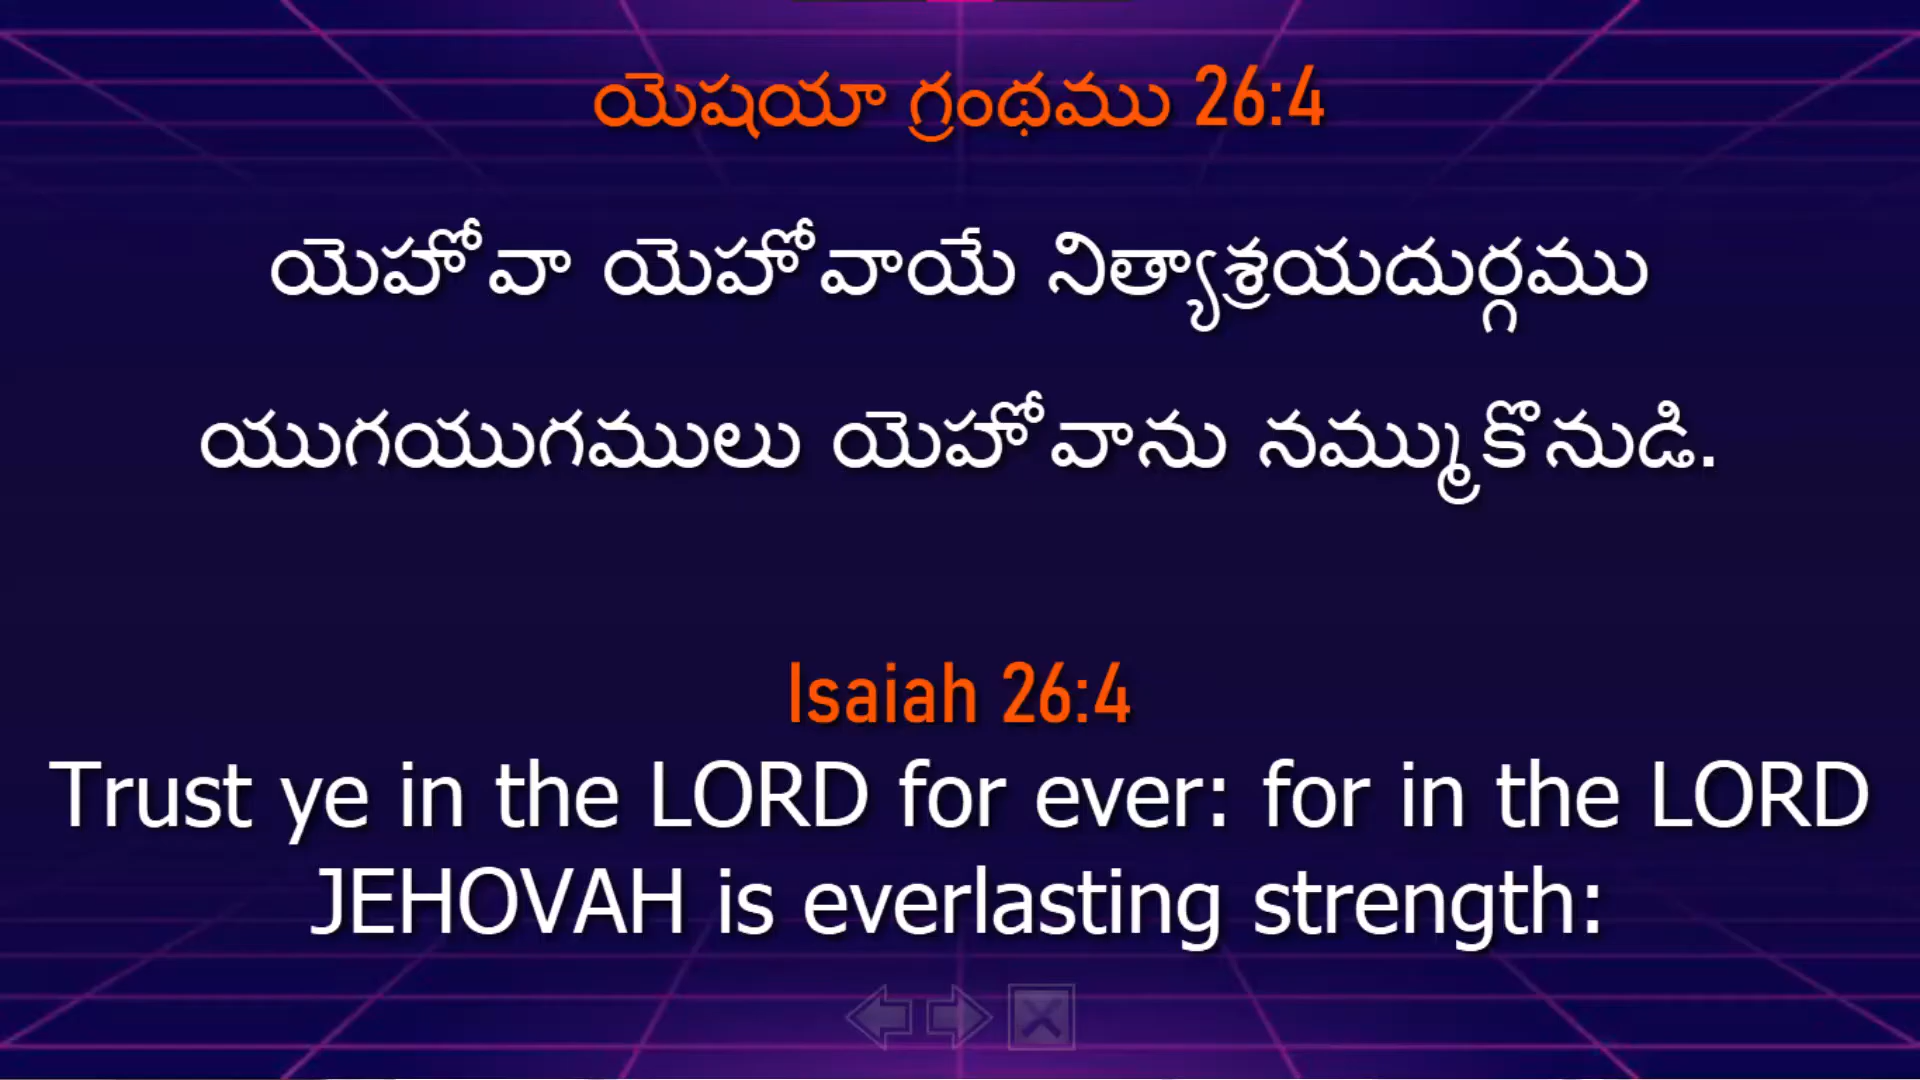 యెషయా గ్రంథము 26:4
యెహోవా యెహోవాయే నిత్యాశ్రయదుర్గము
యుగయుగములు యెహోవాను నమ్ముకొనుడి.
Isaiah 26:4
Trust ye in the LORD for ever: for in the LORD
JEHOVAH is everlasting strength: